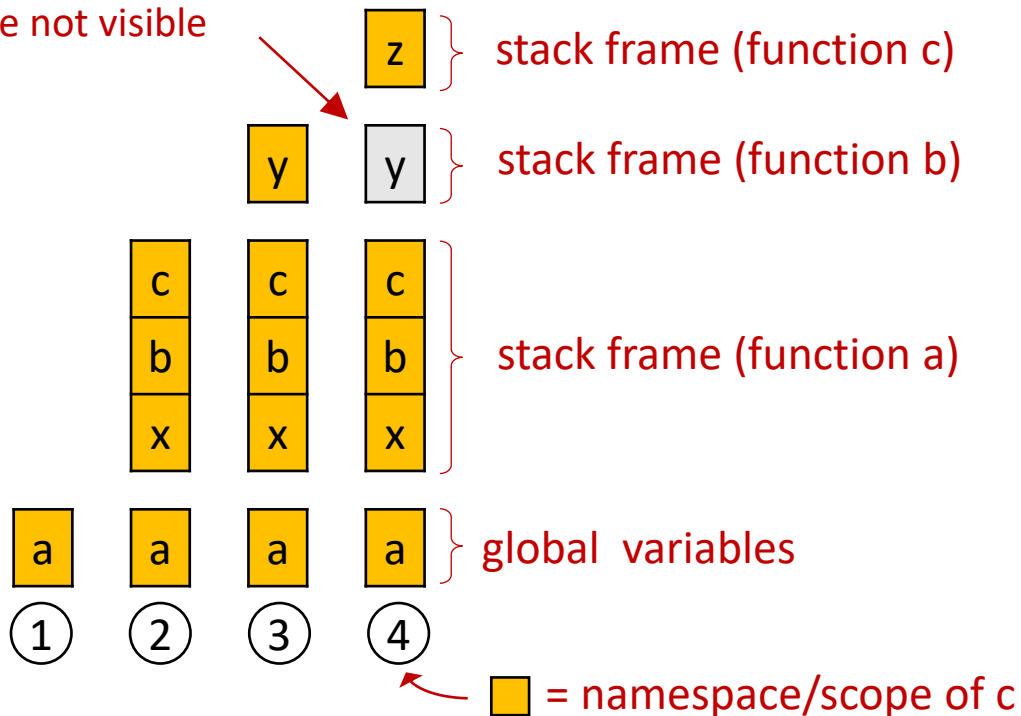 e not visible
z stack frame (function c)
y y stack frame (function b)
c c c
b b b stack frame (function a)
x x x
a a a a global variables
1 2 3 4
= namespace/scope of c